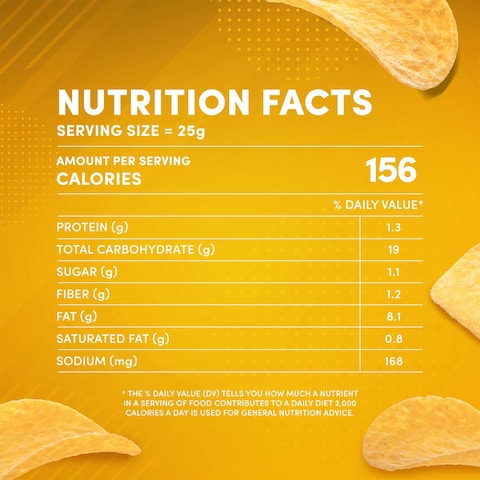 NUTRITION FACTS
SERVING SIZE = 25g
AMOUNT PER SERVING
CALORIES 156
% DAILY VALUE*
PROTEIN (g) 1.3
TOTAL CARBOHYDRATE (g) 19
SUGAR (g) 1.1
FIBER (g) 1.2
FAT (g) 8.1
SATURATED FAT (g) 0.8
SODIUM (mg) 168
* THE % DAILY VALUE (DV) TELLS YOU HOW MUCH A NUTRIENT
IN A SERVING OF FOOD CONTRIBUTES TO A DAILY DIET 2,000
CALORIES A DAY IS USED FOR GENERAL NUTRITION ADVICE.